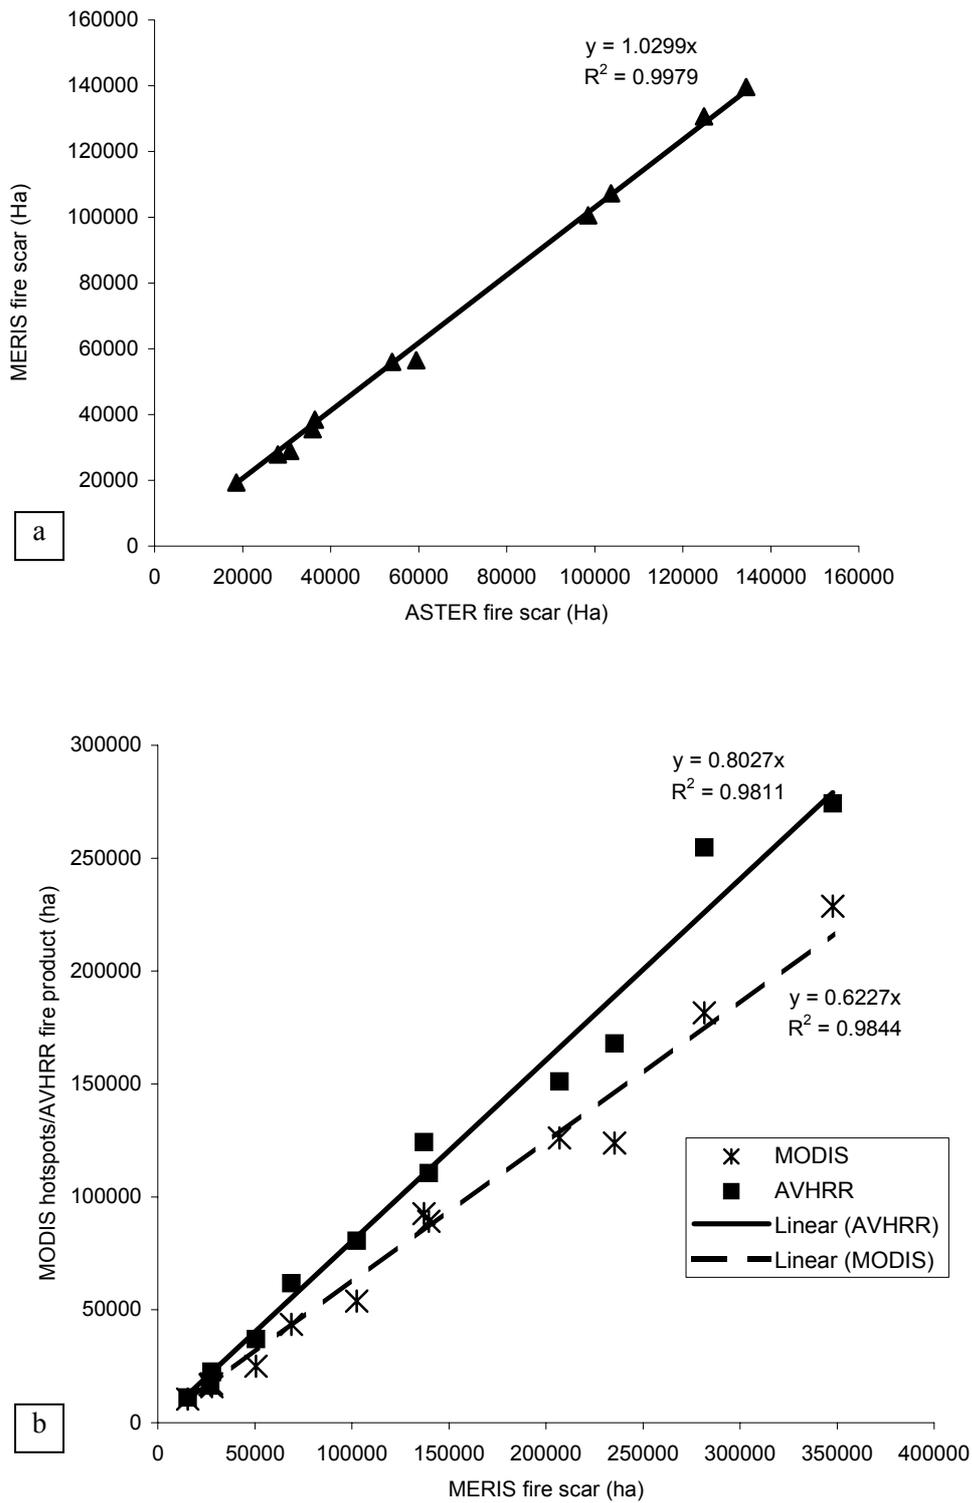 160000
140000
120000
100000
80000
60000
40000
20000
0
MERIS fire scar (Ha)
y = 1.0299x
R² = 0.9979
a
0 20000 40000 60000 80000 100000 120000 140000 160000
ASTER fire scar (Ha)
300000
250000
200000
150000
100000
50000
0
MODIS hotspots/AVHRR fire product (ha)
y = 0.8027x
R² = 0.9811
y = 0.6227x
R² = 0.9844
MODIS
AVHRR
Linear (AVHRR)
Linear (MODIS)
b
0 50000 100000 150000 200000 250000 300000 350000 400000
MERIS fire scar (ha)